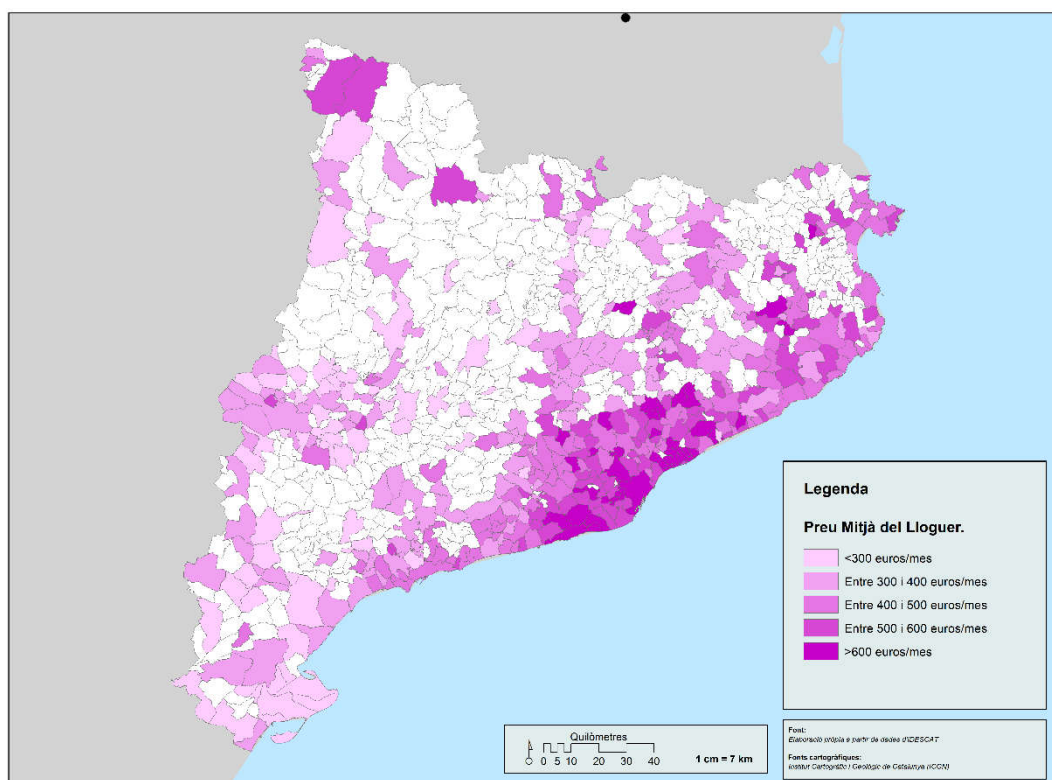 Legenda
Preu Mitjà del Lloguer.
<300 euros/mes
Entre 300 i 400 euros/mes
Entre 400 i 500 euros/mes
Entre 500 i 600 euros/mes
>600 euros/mes
Quilòmetres
0 5 10 20 30 40
1 cm = 7 km
Font:
Elaboració pròpia a partir de dades d'IDESCAT
Fonts cartogràfiques:
Institut Cartogràfic i Geològic de Catalunya (ICGN)